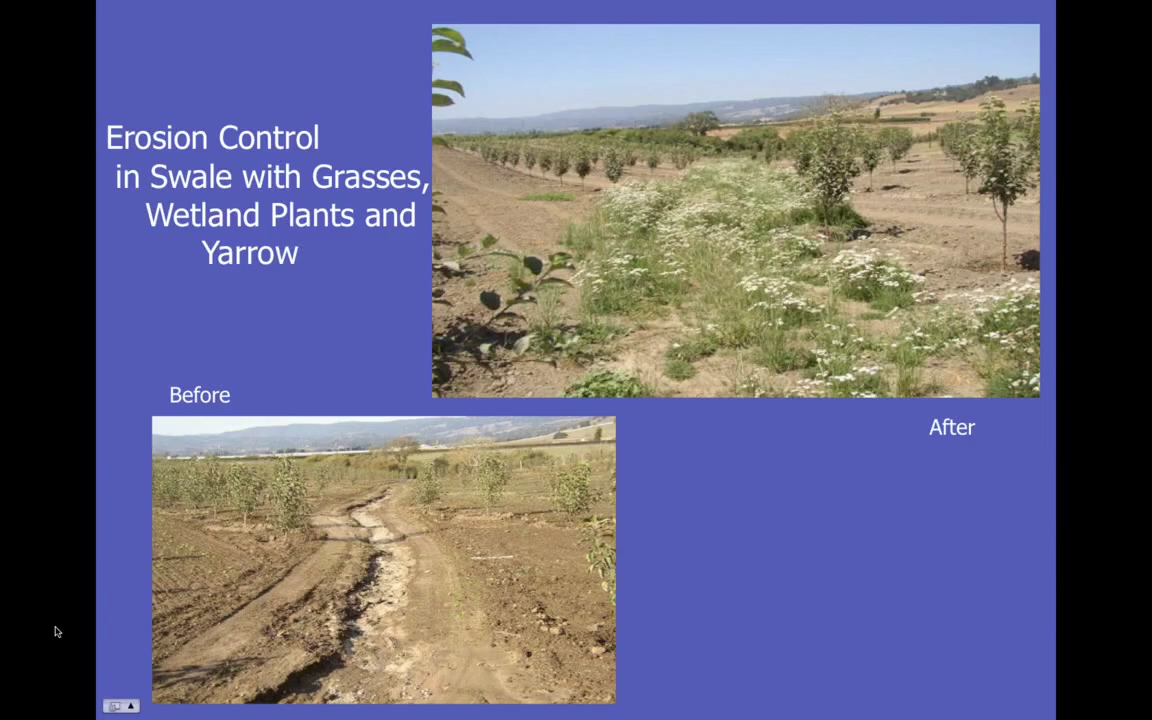 Erosion Control
in Swale with Grasses,
Wetland Plants and
Yarrow
Before
After